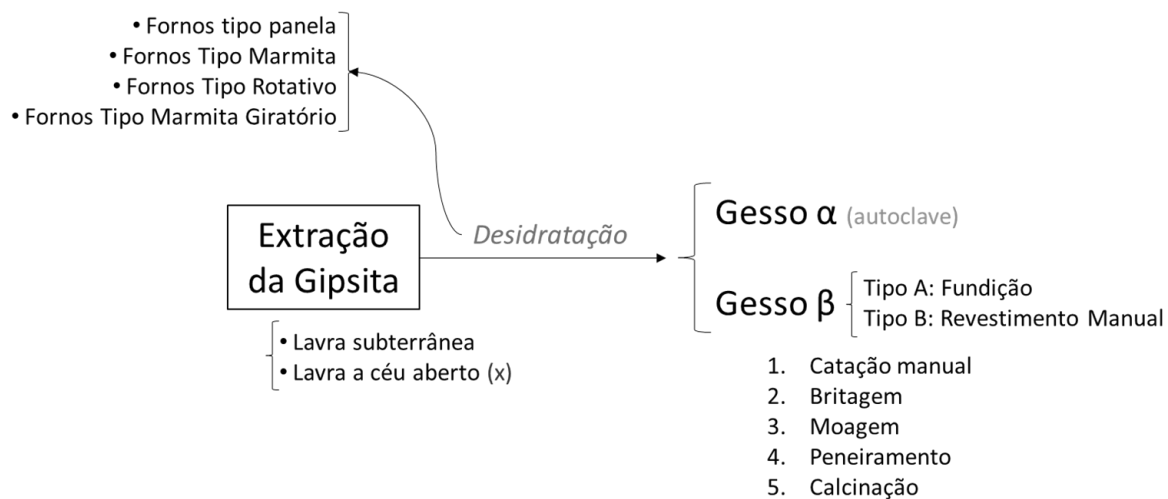 • Fornos tipo panela
• Fornos Tipo Marmita
• Fornos Tipo Rotativo
• Fornos Tipo Marmita Giratório
Extração
da Gipsita
• Lavra subterrânea
• Lavra a céu aberto (x)
Desidratação
Gesso α (autoclave)
Gesso β
Tipo A: Fundição
Tipo B: Revestimento Manual
1. Catação manual
2. Britagem
3. Moagem
4. Peneiramento
5. Calcinação